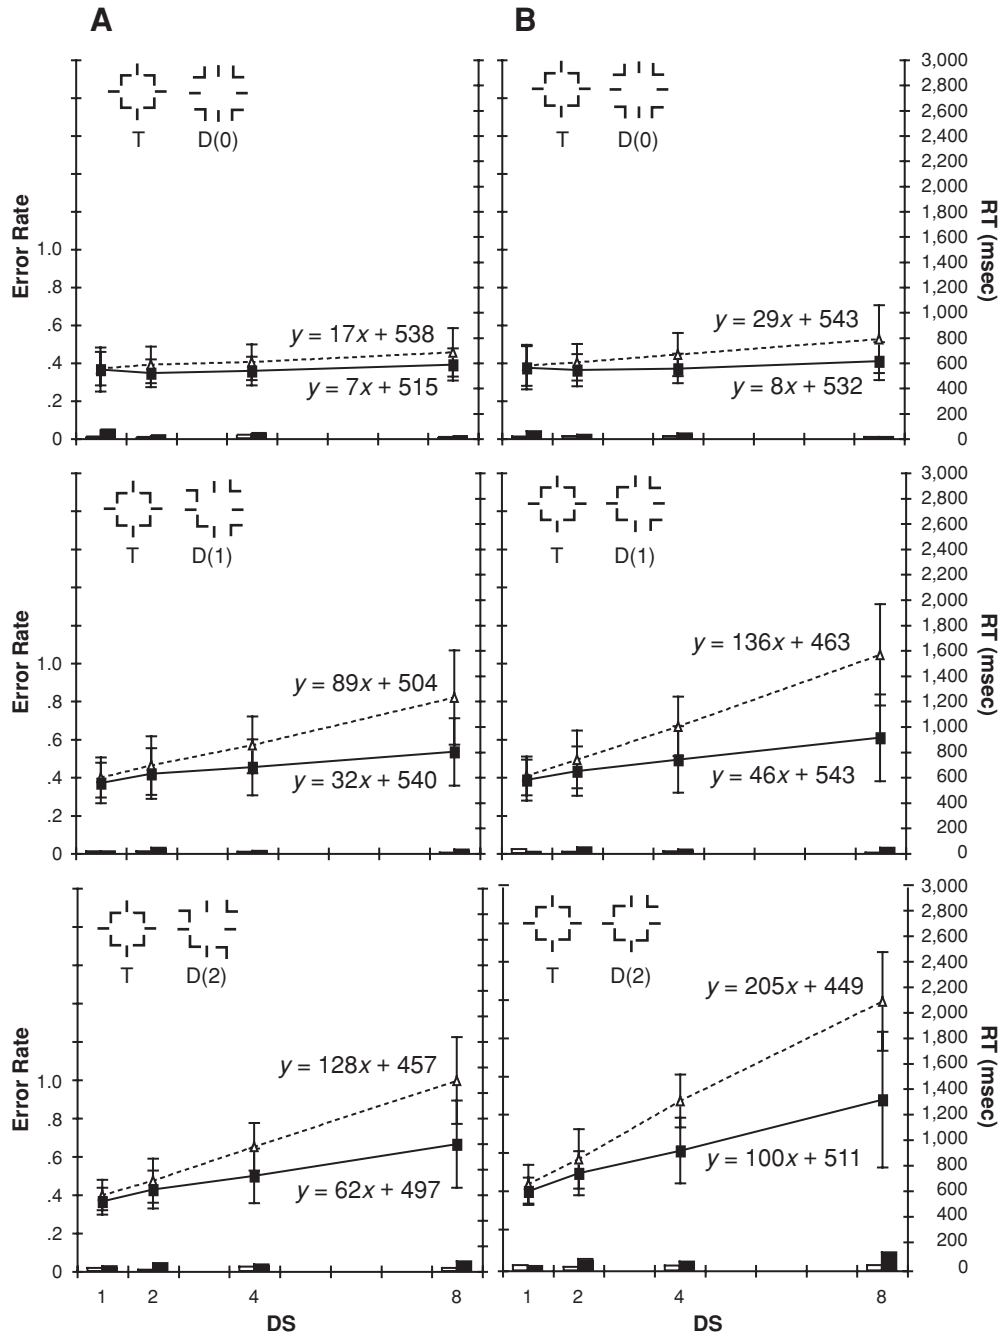 A
B
T
D(0)
T
D(0)
Error Rate
1.0
.8
.6
.4
.2
0
y = 17x + 538
y = 7x + 515
y = 29x + 543
y = 8x + 532
3,000
2,800
2,600
2,400
2,200
2,000
1,800
1,600
1,400
1,200
1,000
800
600
400
200
0
RT (msec)
T
D(1)
T
D(1)
Error Rate
1.0
.8
.6
.4
.2
0
y = 89x + 504
y = 32x + 540
y = 136x + 463
y = 46x + 543
3,000
2,800
2,600
2,400
2,200
2,000
1,800
1,600
1,400
1,200
1,000
800
600
400
200
0
RT (msec)
T
D(2)
T
D(2)
Error Rate
1.0
.8
.6
.4
.2
0
y = 128x + 457
y = 62x + 497
y = 205x + 449
y = 100x + 511
3,000
2,800
2,600
2,400
2,200
2,000
1,800
1,600
1,400
1,200
1,000
800
600
400
200
0
RT (msec)
1 2 4 8
1 2 4 8
DS
DS